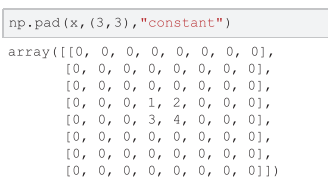 np.pad(x,(3,3),"constant")
array([[0, 0, 0, 0, 0, 0, 0, 0],
[0, 0, 0, 0, 0, 0, 0, 0],
[0, 0, 0, 0, 0, 0, 0, 0],
[0, 0, 0, 1, 2, 0, 0, 0],
[0, 0, 0, 3, 4, 0, 0, 0],
[0, 0, 0, 0, 0, 0, 0, 0],
[0, 0, 0, 0, 0, 0, 0, 0],
[0, 0, 0, 0, 0, 0, 0, 0]])